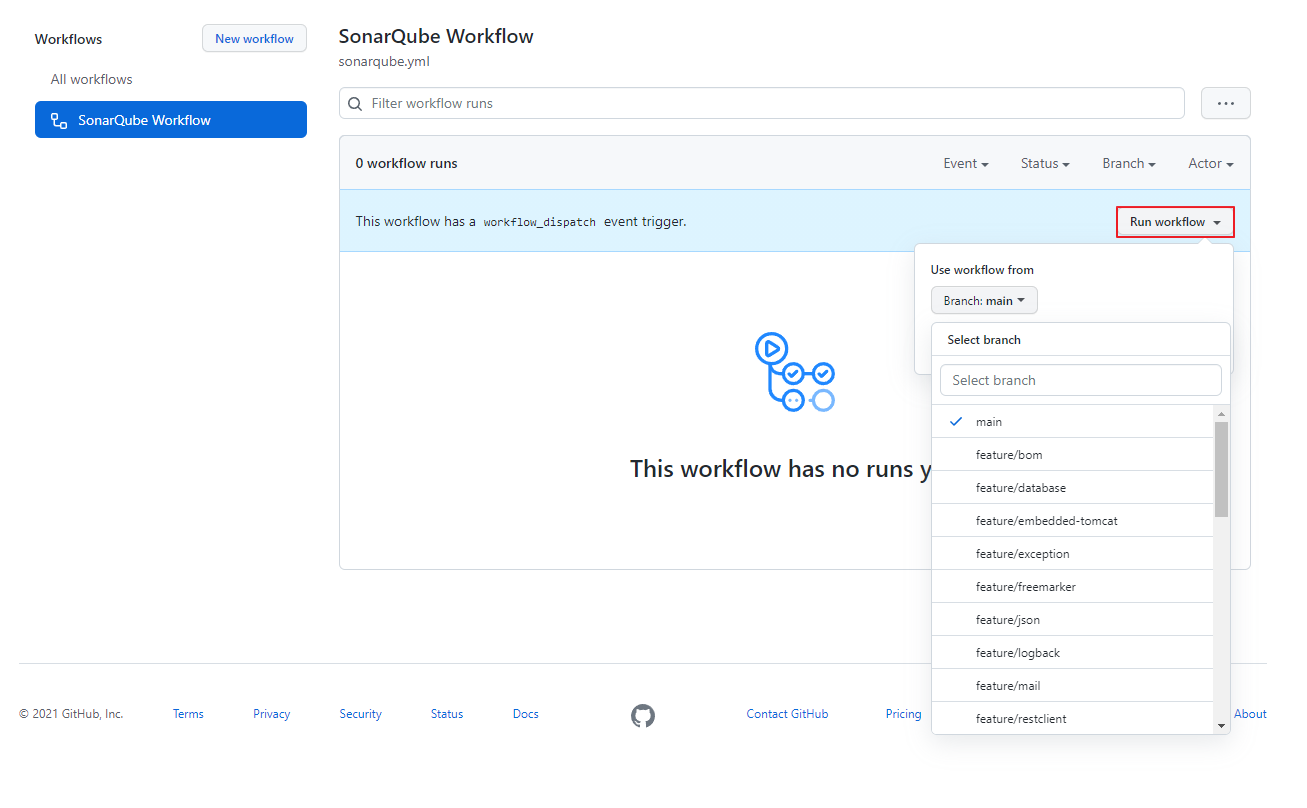 Workflows
New workflow
All workflows
SonarQube Workflow
SonarQube Workflow
sonarqube.yml
Filter workflow runs
0 workflow runs
Event
Status
Branch
Actor
This workflow has a workflow_dispatch event trigger.
Run workflow
Use workflow from
Branch: main
This workflow has no runs y
Select branch
Select branch
main
feature/bom
feature/database
feature/embedded-tomcat
feature/exception
feature/freemarker
feature/json
feature/logback
feature/mail
feature/restclient
© 2021 GitHub, Inc.
Terms
Privacy
Security
Status
Docs
Contact GitHub
Pricing
About